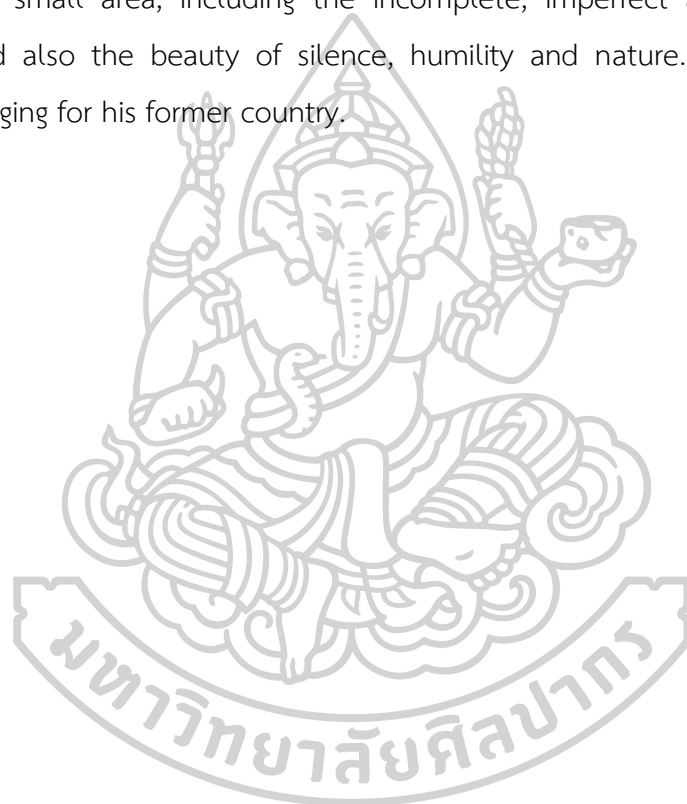 small area, including the incomplete, imperfect
also the beauty of silence, humility and nature.
ging for his former country.
มหาวิทยาลัยศิลปากร